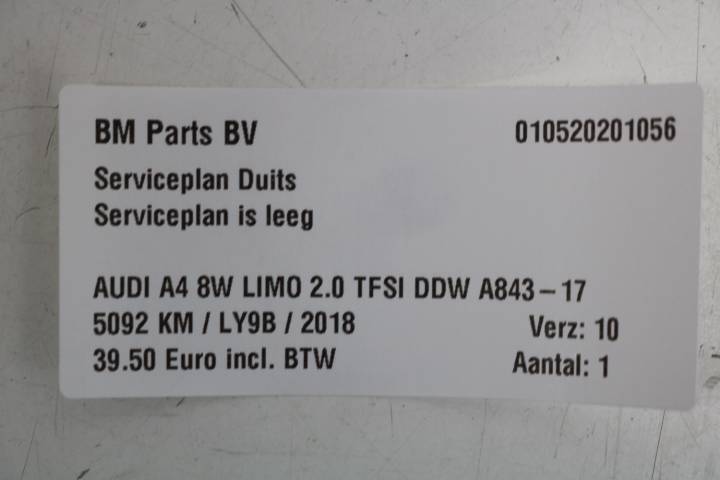 BM Parts BV 010520201056
Serviceplan Duits
Serviceplan is leeg
AUDI A4 8W LIMO 2.0 TFSI DDW A843-17
5092 KM / LY9B / 2018 Verz: 10
39.50 Euro incl. BTW Aantal: 1